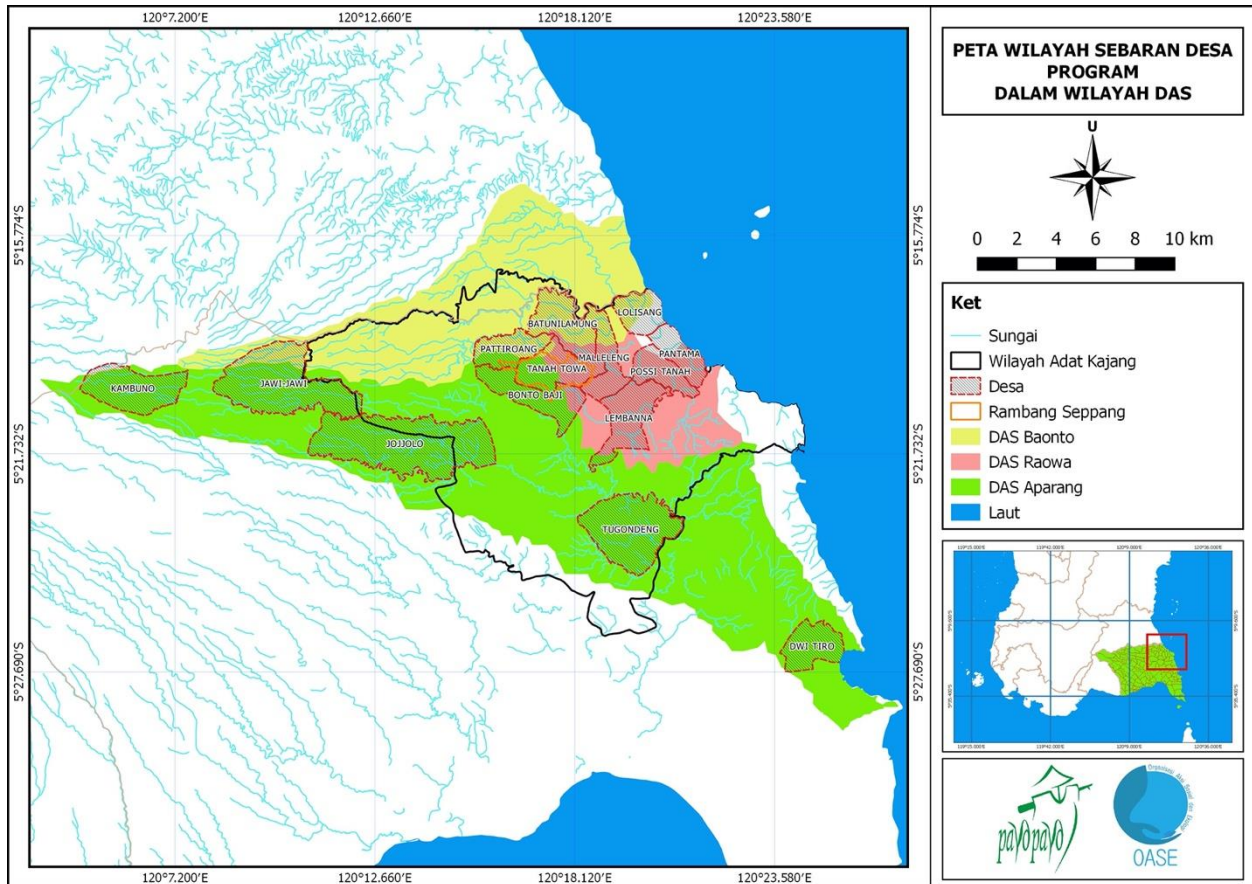 120°7.200'E 120°12.660'E 120°18.120'E 120°23.580'E
5°15.774'S 5°15.774'S
LOLISANG
BATUNILAMUNG
PATTIROANG
MALLELENG
PANTAMA
TANAH TOWA
POSSI TANAH
KAMBUNO
JAWI-JAWI
BONTO BAJI
LEMBANNA
JOJJOLO
5°21.732'S 5°21.732'S
TUGONDENG
DWI TIRO
5°27.690'S 5°27.690'S
120°7.200'E 120°12.660'E 120°18.120'E 120°23.580'E
PETA WILAYAH SEBARAN DESA
PROGRAM
DALAM WILAYAH DAS
U
0 2 4 6 8 10 km
Ket
Sungai
Wilayah Adat Kajang
Desa
Rambang Seppang
DAS Baonto
DAS Raowa
DAS Aparang
Laut
payopayo
OASE